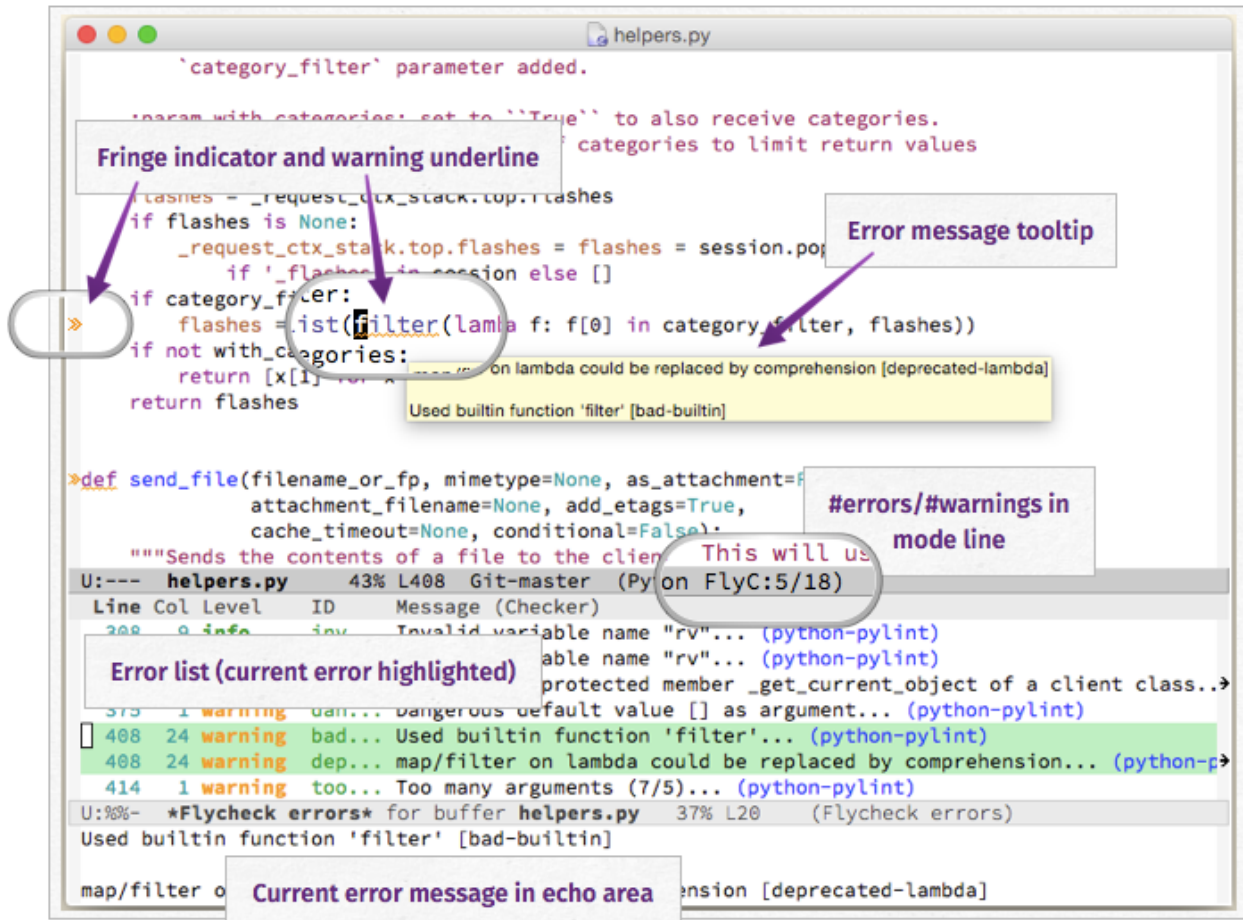 helpers.py
`category_filter` parameter added.
:param with_categories: set to ``True`` to also receive categories.
Fringe indicator and warning underline
categories to limit return values
flashes = _request_ctx_stack.top.flashes
if flashes is None:
Error message tooltip
_request_ctx_stack.top.flashes = flashes = session.pop
if '_flashes' in session else []
if category_filter:
» flashes = list(filter(lamba f: f[0] in category_filter, flashes))
if not with_categories:
return [x[1] for x
return flashes
map/filter on lambda could be replaced by comprehension [deprecated-lambda]
Used builtin function 'filter' [bad-builtin]
»def send_file(filename_or_fp, mimetype=None, as_attachment=F
attachment_filename=None, add_etags=True,
cache_timeout=None, conditional=False):
#errors/#warnings in
mode line
"""Sends the contents of a file to the clien This will us
U:--- helpers.py 43% L408 Git-master (Python FlyC:5/18)
Line Col Level ID Message (Checker)
308 9 info inv... Invalid variable name "rv"... (python-pylint)
able name "rv"... (python-pylint)
Error list (current error highlighted)
protected member _get_current_object of a client class..→
375 1 warning dan... Dangerous default value [] as argument... (python-pylint)
408 24 warning bad... Used builtin function 'filter'... (python-pylint)
408 24 warning dep... map/filter on lambda could be replaced by comprehension... (python-p→
414 1 warning too... Too many arguments (7/5)... (python-pylint)
U:%%- *Flycheck errors* for buffer helpers.py 37% L20 (Flycheck errors)
Used builtin function 'filter' [bad-builtin]
map/filter o
Current error message in echo area
ension [deprecated-lambda]